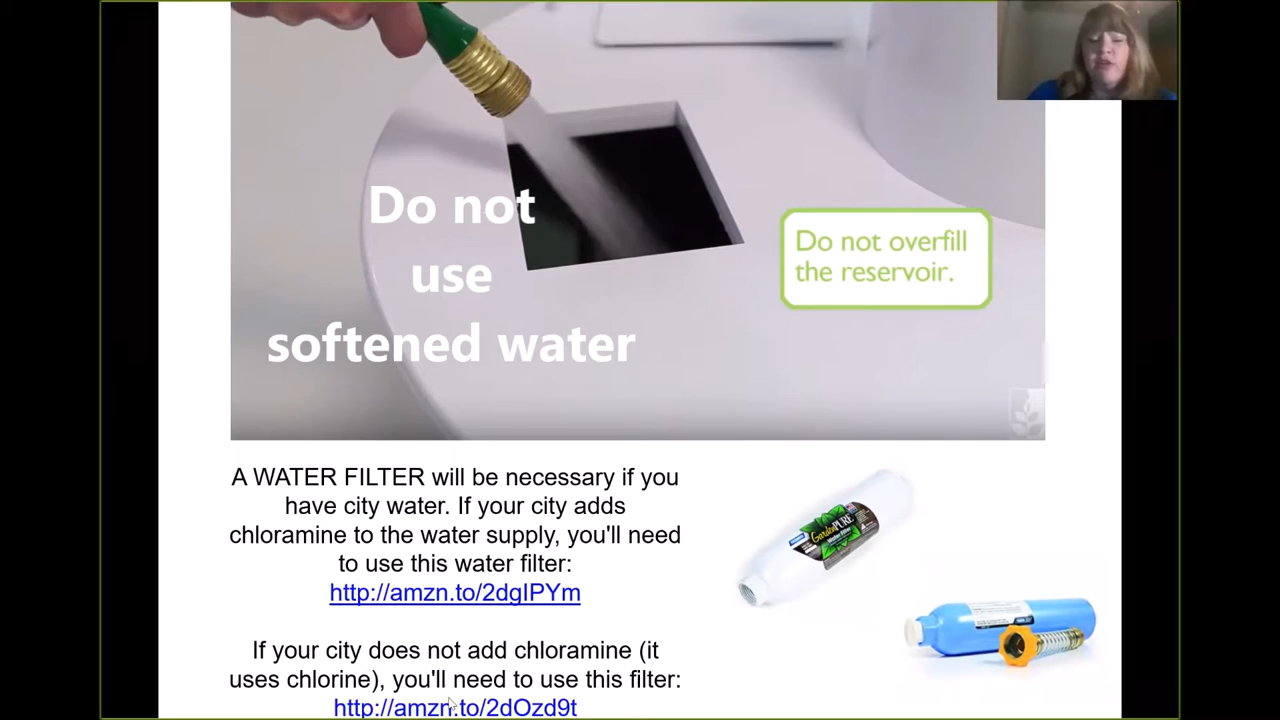 Do not
use
softened water
Do not overfill
the reservoir.
A WATER FILTER will be necessary if you
have city water. If your city adds
chloramine to the water supply, you'll need
to use this water filter:
http://amzn.to/2dgIPYm
If your city does not add chloramine (it
uses chlorine), you'll need to use this filter:
http://amzn.to/2dOzd9t
GardenPURE
Water Filter